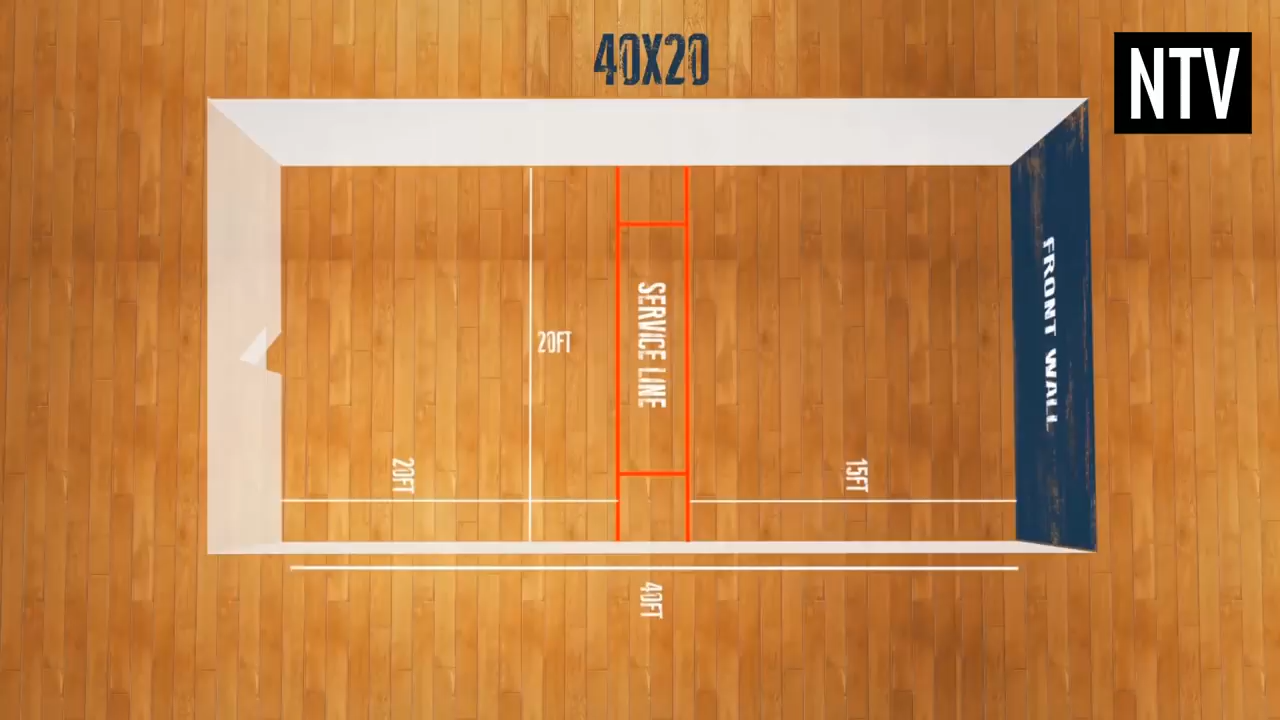 40X20
NTV
FRONT WALL
SERVICE LINE
20FT
20FT
15FT
40FT